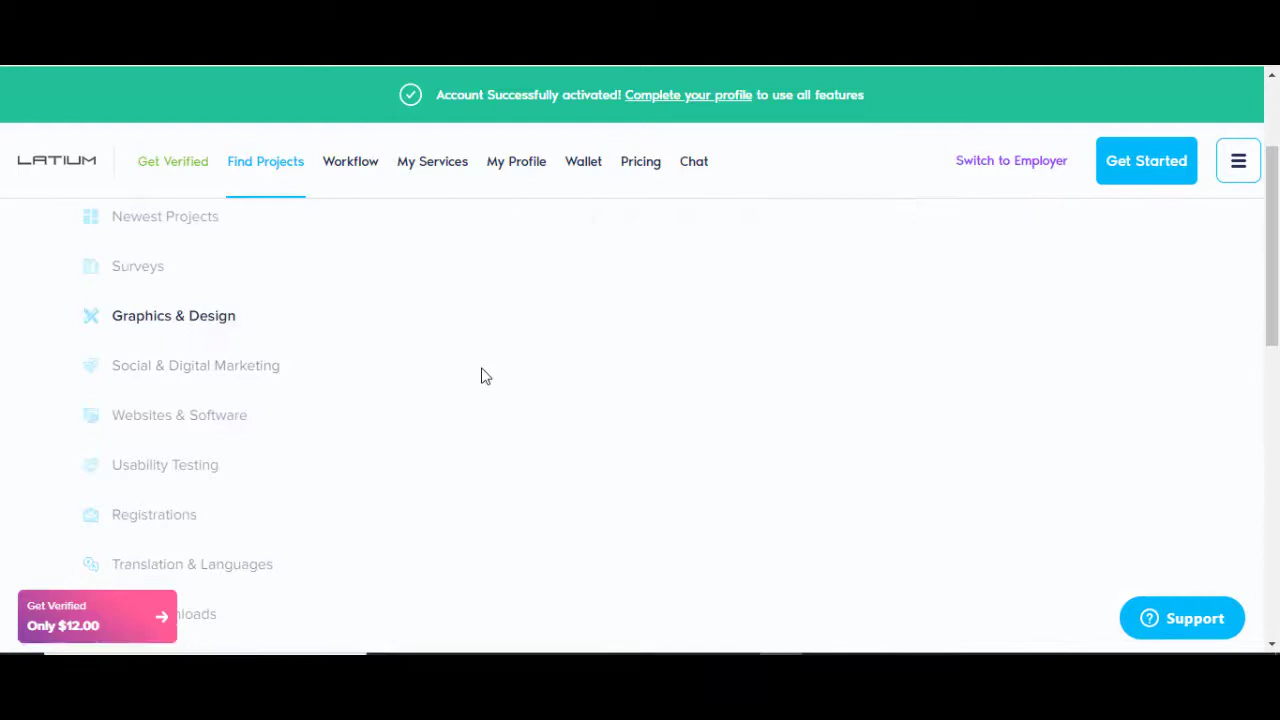 Account Successfully activated! Complete your profile to use all features
LATIUM
Get Verified Find Projects Workflow My Services My Profile Wallet Pricing Chat Switch to Employer Get Started
Newest Projects
Surveys
Graphics & Design
Social & Digital Marketing
Websites & Software
Usability Testing
Registrations
Translation & Languages
Get Verified
Only $12.00
nloads
Support